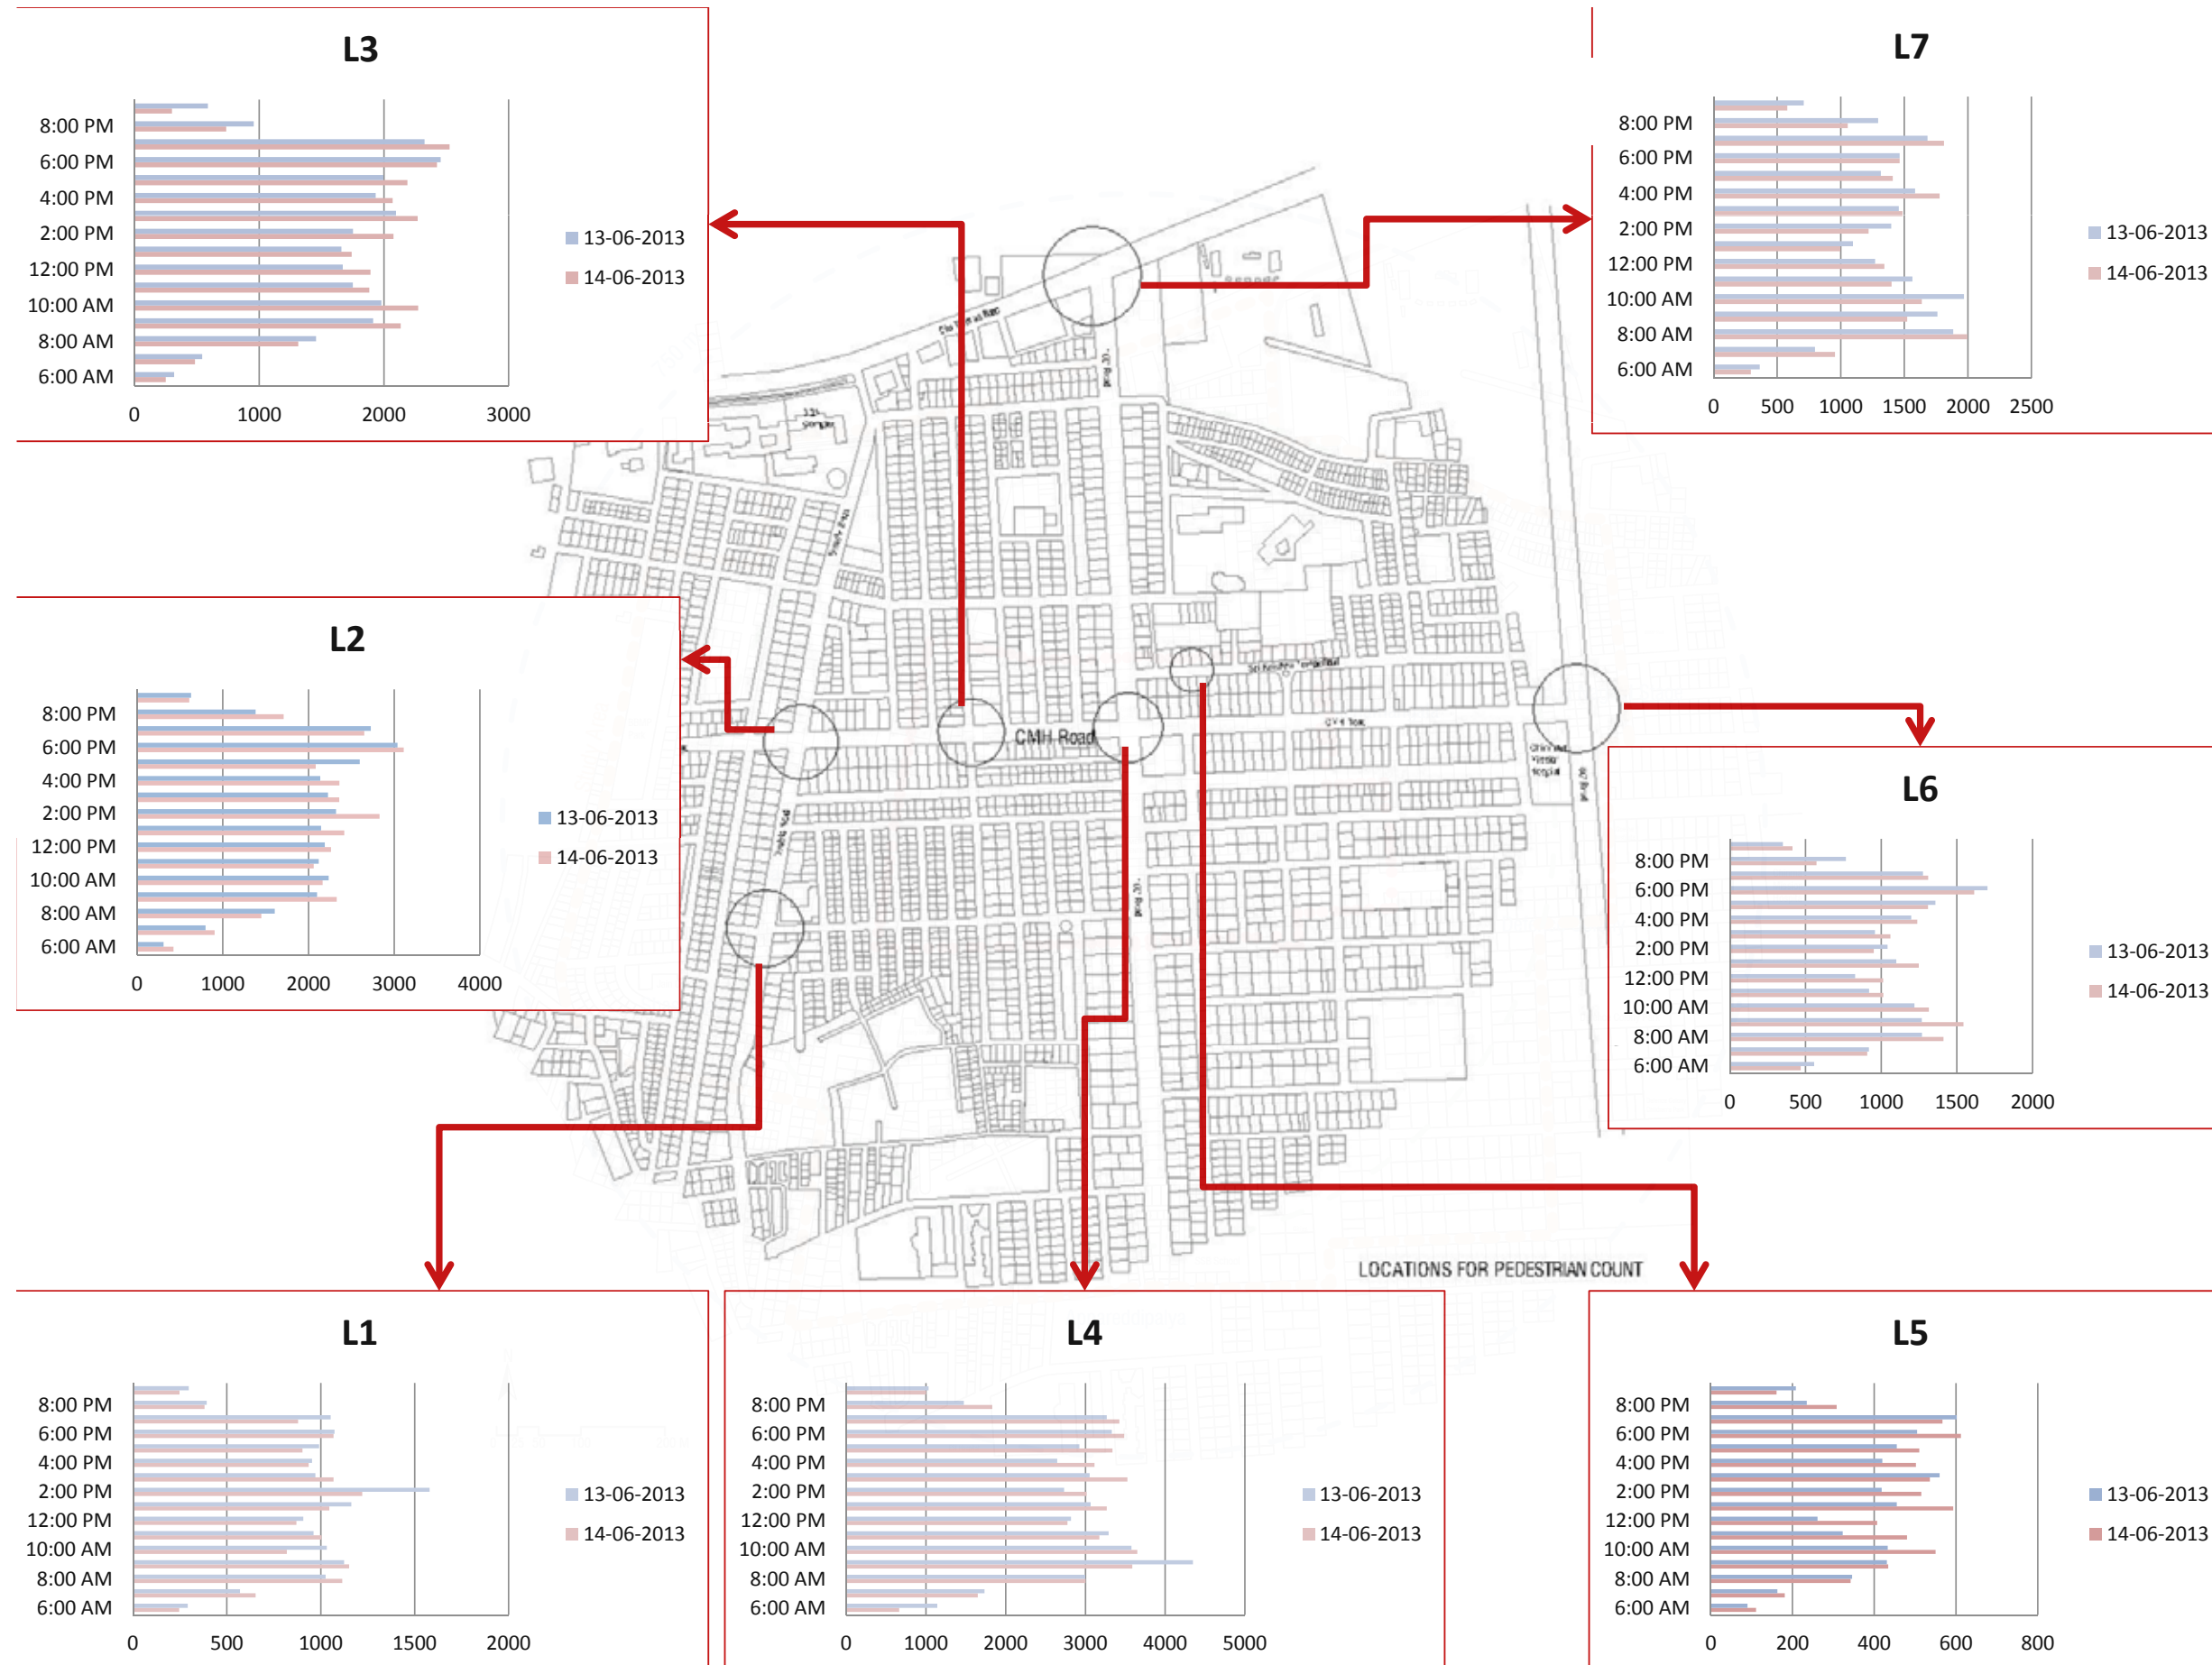 L3
8:00 PM
6:00 PM
4:00 PM
2:00 PM
12:00 PM
10:00 AM
8:00 AM
6:00 AM
0 1000 2000 3000
13-06-2013
14-06-2013
L7
8:00 PM
6:00 PM
4:00 PM
2:00 PM
12:00 PM
10:00 AM
8:00 AM
6:00 AM
0 500 1000 1500 2000 2500
13-06-2013
14-06-2013
L2
8:00 PM
6:00 PM
4:00 PM
2:00 PM
12:00 PM
10:00 AM
8:00 AM
6:00 AM
0 1000 2000 3000 4000
13-06-2013
14-06-2013
CMH Road
L6
8:00 PM
6:00 PM
4:00 PM
2:00 PM
12:00 PM
10:00 AM
8:00 AM
6:00 AM
0 500 1000 1500 2000
13-06-2013
14-06-2013
LOCATIONS FOR PEDESTRIAN COUNT
L1
8:00 PM
6:00 PM
4:00 PM
2:00 PM
12:00 PM
10:00 AM
8:00 AM
6:00 AM
0 500 1000 1500 2000
13-06-2013
14-06-2013
L4
8:00 PM
6:00 PM
4:00 PM
2:00 PM
12:00 PM
10:00 AM
8:00 AM
6:00 AM
0 1000 2000 3000 4000 5000
13-06-2013
14-06-2013
L5
8:00 PM
6:00 PM
4:00 PM
2:00 PM
12:00 PM
10:00 AM
8:00 AM
6:00 AM
0 200 400 600 800
13-06-2013
14-06-2013